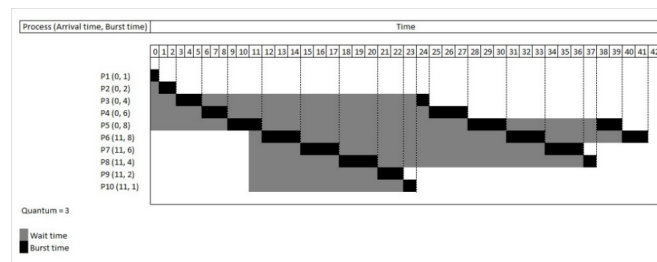 Process (Arrival time, Burst time) Time
0 1 2 3 4 5 6 7 8 9 10 11 12 13 14 15 16 17 18 19 20 21 22 23 24 25 26 27 28 29 30 31 32 33 34 35 36 37 38 39 40 41 42
P1 (0, 1)
P2 (0, 2)
P3 (0, 4)
P4 (0, 6)
P5 (0, 8)
P6 (11, 8)
P7 (11, 6)
P8 (11, 4)
P9 (11, 2)
P10 (11, 1)
Quantum = 3
Wait time
Burst time